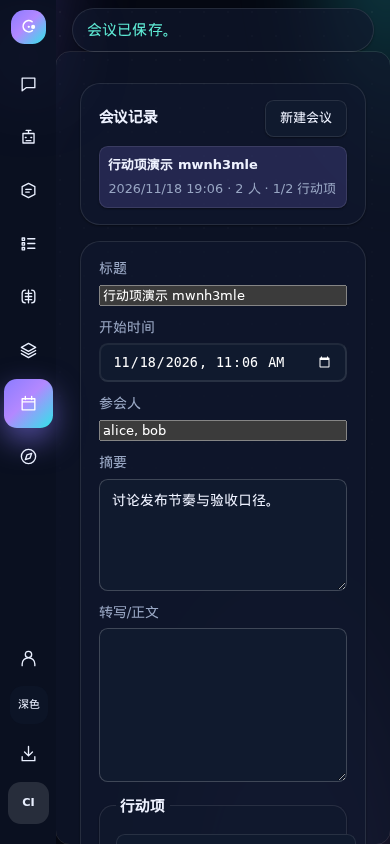 会议已保存。
会议记录
新建会议
行动项演示 mwnh3mle
2026/11/18 19:06 · 2 人 · 1/2 行动项
标题
行动项演示 mwnh3mle
开始时间
11/18/2026, 11:06 AM
参会人
alice, bob
摘要
讨论发布节奏与验收口径。
转写/正文
行动项
深色
CI